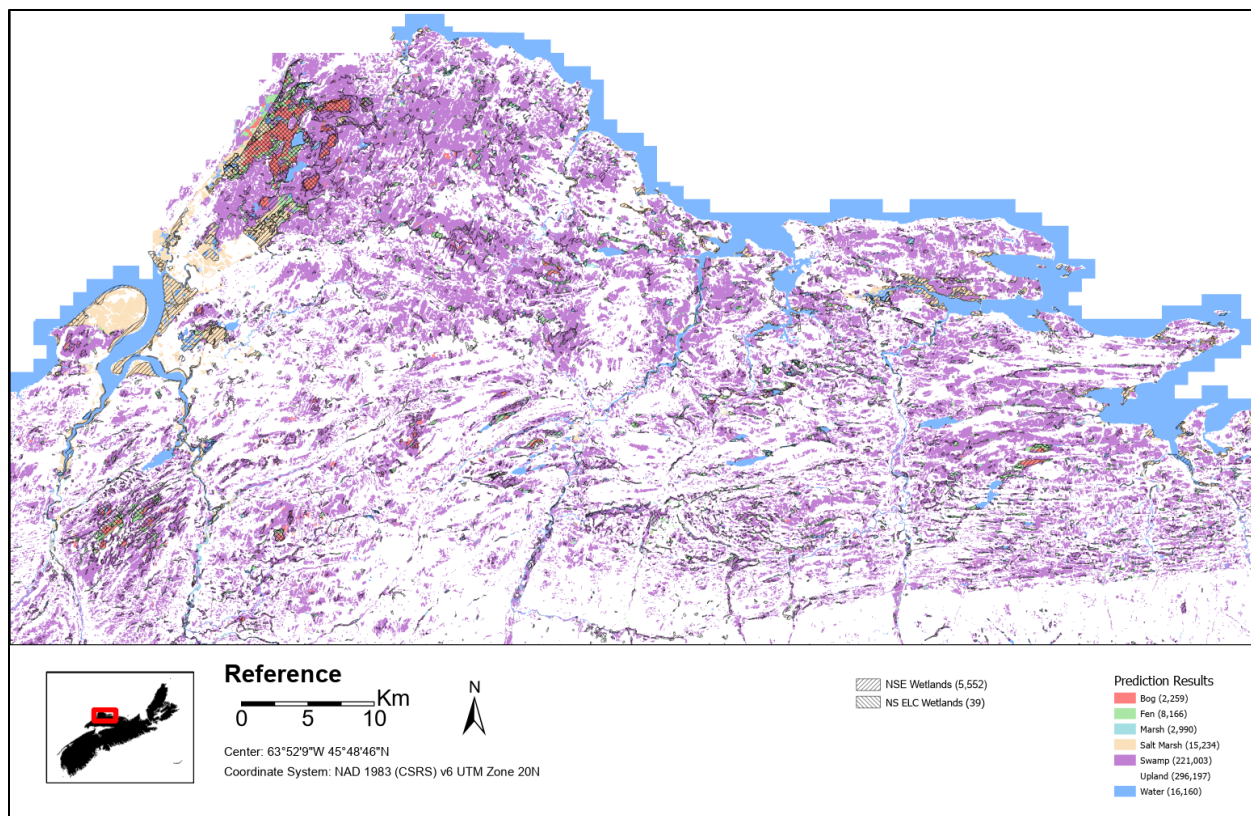 Reference
Km
0 5 10
N
Center: 63°52'9"W 45°48'46"N
Coordinate System: NAD 1983 (CSRS) v6 UTM Zone 20N
NSE Wetlands (5,552)
NS ELC Wetlands (39)
Prediction Results
Bog (2,259)
Fen (8,166)
Marsh (2,990)
Salt Marsh (15,234)
Swamp (221,003)
Upland (296,197)
Water (16,160)